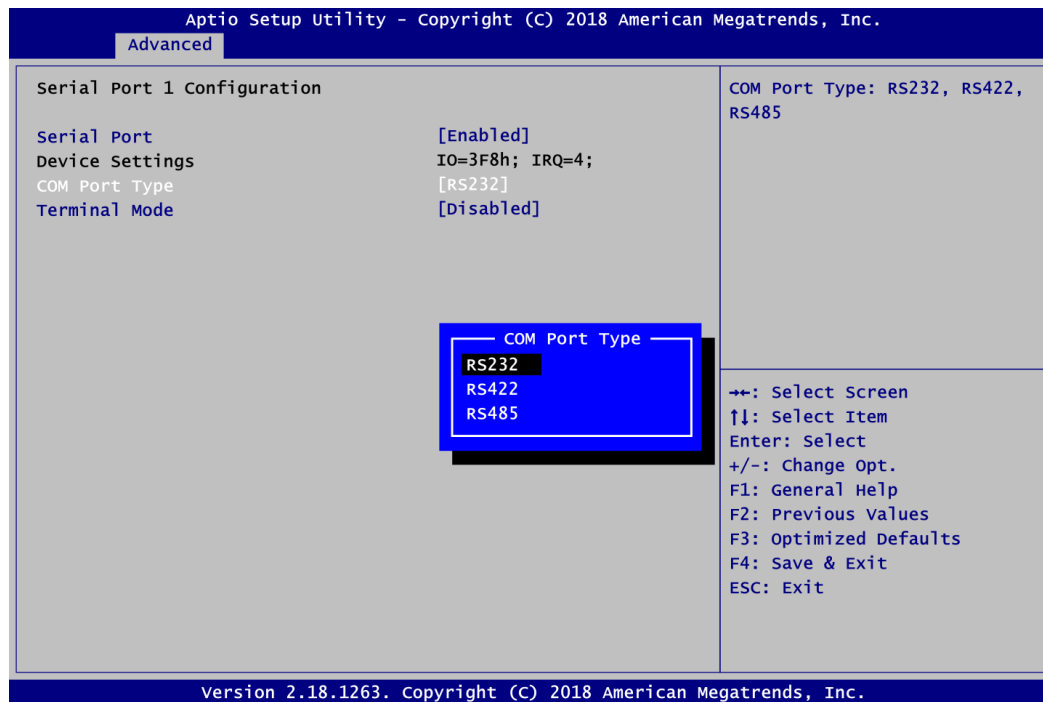 Aptio Setup Utility – Copyright (C) 2018 American Megatrends, Inc.
Advanced
Serial Port 1 Configuration
Serial Port [Enabled]
Device Settings IO=3F8h; IRQ=4;
COM Port Type [RS232]
Terminal Mode [Disabled]
COM Port Type
RS232
RS422
RS485
COM Port Type: RS232, RS422,
RS485
→←: Select Screen
↑↓: Select Item
Enter: Select
+/-: Change Opt.
F1: General Help
F2: Previous Values
F3: Optimized Defaults
F4: Save & Exit
ESC: Exit
Version 2.18.1263. Copyright (C) 2018 American Megatrends, Inc.